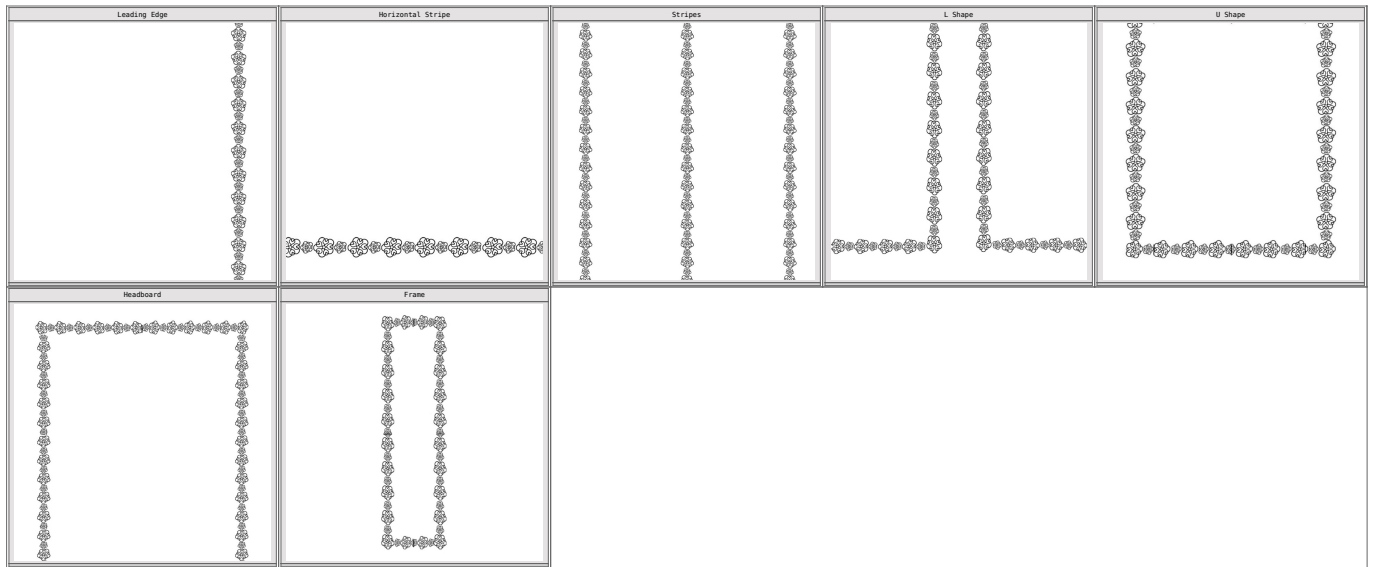 Leading Edge
Horizontal Stripe
Stripes
L Shape
U Shape
Headboard
Frame